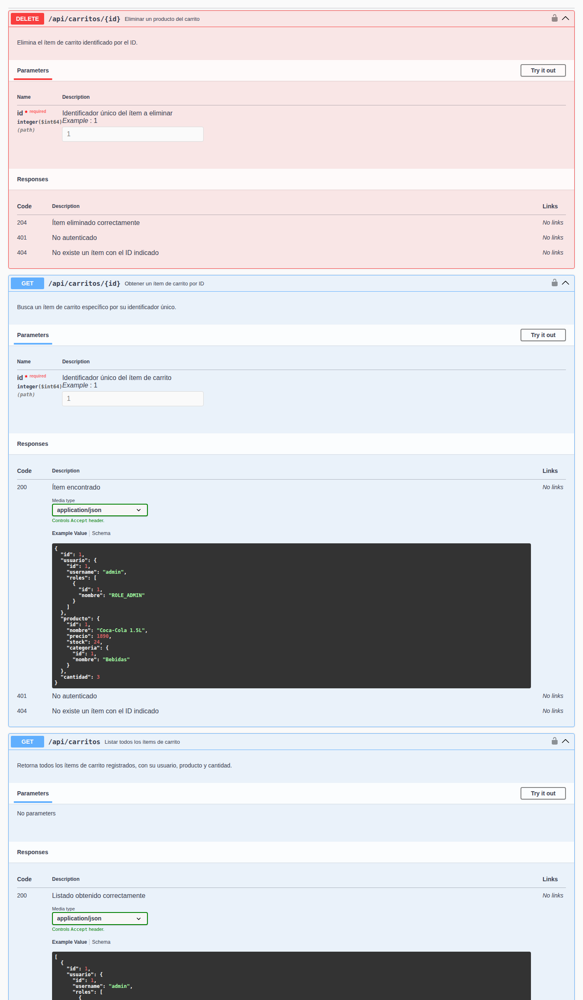 DELETE /api/carritos/{id} Eliminar un producto del carrito
Elimina el ítem de carrito identificado por el ID.
Parameters Try it out
Name Description
id * required Identificador único del ítem a eliminar
integer($int64) Example : 1
(path) 1
Responses
Code Description Links
204 Ítem eliminado correctamente No links
401 No autenticado No links
404 No existe un ítem con el ID indicado No links
GET /api/carritos/{id} Obtener un ítem de carrito por ID
Busca un ítem de carrito específico por su identificador único.
Parameters Try it out
Name Description
id * required Identificador único del ítem de carrito
integer($int64) Example : 1
(path) 1
Responses
Code Description Links
200 Ítem encontrado No links
Media type
application/json
Controls Accept header.
Example Value Schema
{
  "id": 1,
  "usuario": {
    "id": 1,
    "username": "admin",
    "roles": [
      {
        "id": 1,
        "nombre": "ROLE_ADMIN"
      }
    ]
  },
  "producto": {
    "id": 1,
    "nombre": "Coca-Cola 1.5L",
    "precio": 1890,
    "stock": 24,
    "categoria": {
      "id": 1,
      "nombre": "Bebidas"
    }
  },
  "cantidad": 3
}
401 No autenticado No links
404 No existe un ítem con el ID indicado No links
GET /api/carritos Listar todos los ítems de carrito
Retorna todos los ítems de carrito registrados, con su usuario, producto y cantidad.
Parameters Try it out
No parameters
Responses
Code Description Links
200 Listado obtenido correctamente No links
Media type
application/json
Controls Accept header.
Example Value Schema
[
  {
    "id": 1,
    "usuario": {
      "id": 1,
      "username": "admin",
      "roles": [
        {